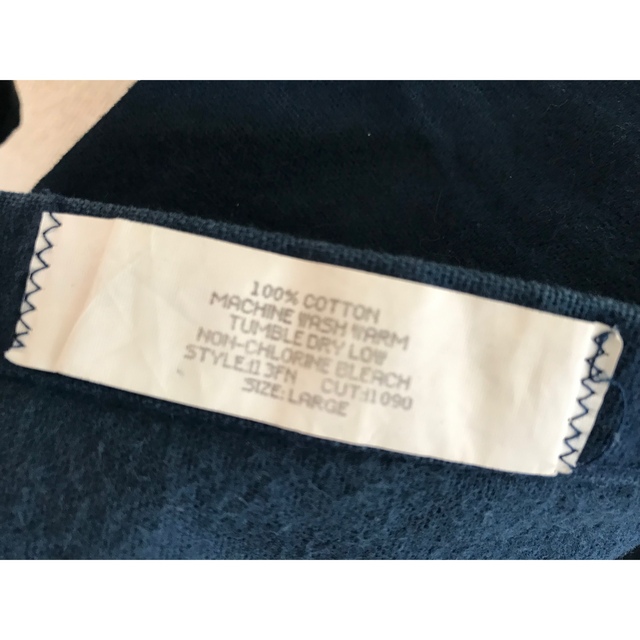 100% COTTON
MACHINE WASH WARM
TUMBLE DRY LOW
NON-CHLORINE BLEACH
STYLE:113FN CUT:11090
SIZE:LARGE